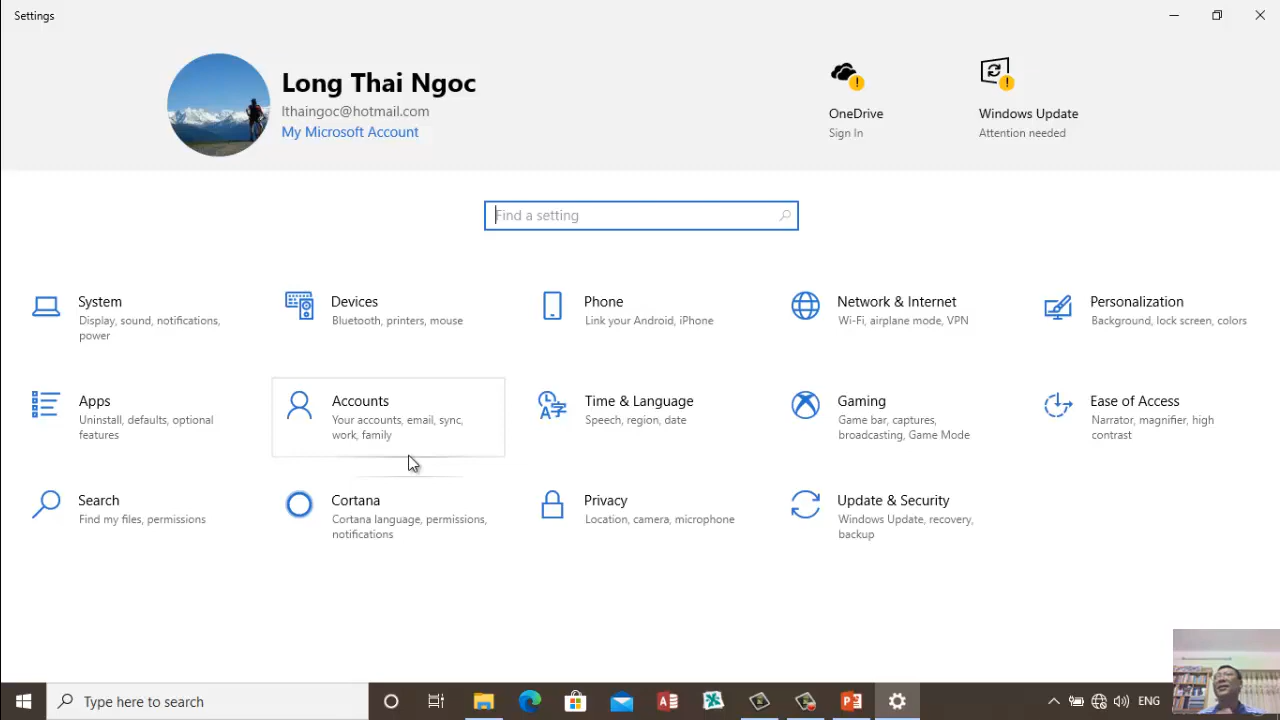 Settings
Long Thai Ngoc
lthaingoc@hotmail.com
My Microsoft Account
OneDrive
Sign In
Windows Update
Attention needed
Find a setting
System
Display, sound, notifications,
power
Devices
Bluetooth, printers, mouse
Phone
Link your Android, iPhone
Network & Internet
Wi-Fi, airplane mode, VPN
Personalization
Background, lock screen, colors
Apps
Uninstall, defaults, optional
features
Accounts
Your accounts, email, sync,
work, family
Time & Language
Speech, region, date
Gaming
Game bar, captures,
broadcasting, Game Mode
Ease of Access
Narrator, magnifier, high
contrast
Search
Find my files, permissions
Cortana
Cortana language, permissions,
notifications
Privacy
Location, camera, microphone
Update & Security
Windows Update, recovery,
backup
Type here to search
ENG